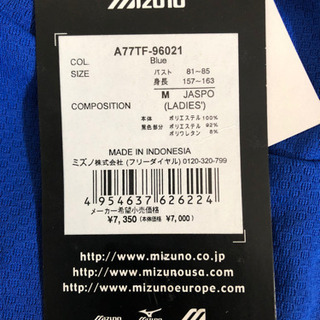 MIZUNO
A77TF-96021
COL. Blue
SIZE バスト 81~85
身長 157~163
M JASPO
COMPOSITION (LADIES')
本体 ポリエステル 100%
黒色部分 ポリエステル 92%
ポリウレタン 8%
MADE IN INDONESIA
ミズノ株式会社 (フリーダイヤル) 0120-320-799
4 954637 626224
メーカー希望小売価格
¥7,350 (本体価格 ¥7,000)
http://www.mizuno.co.jp
http://www.mizunousa.com
http://www.mizunoeurope.com